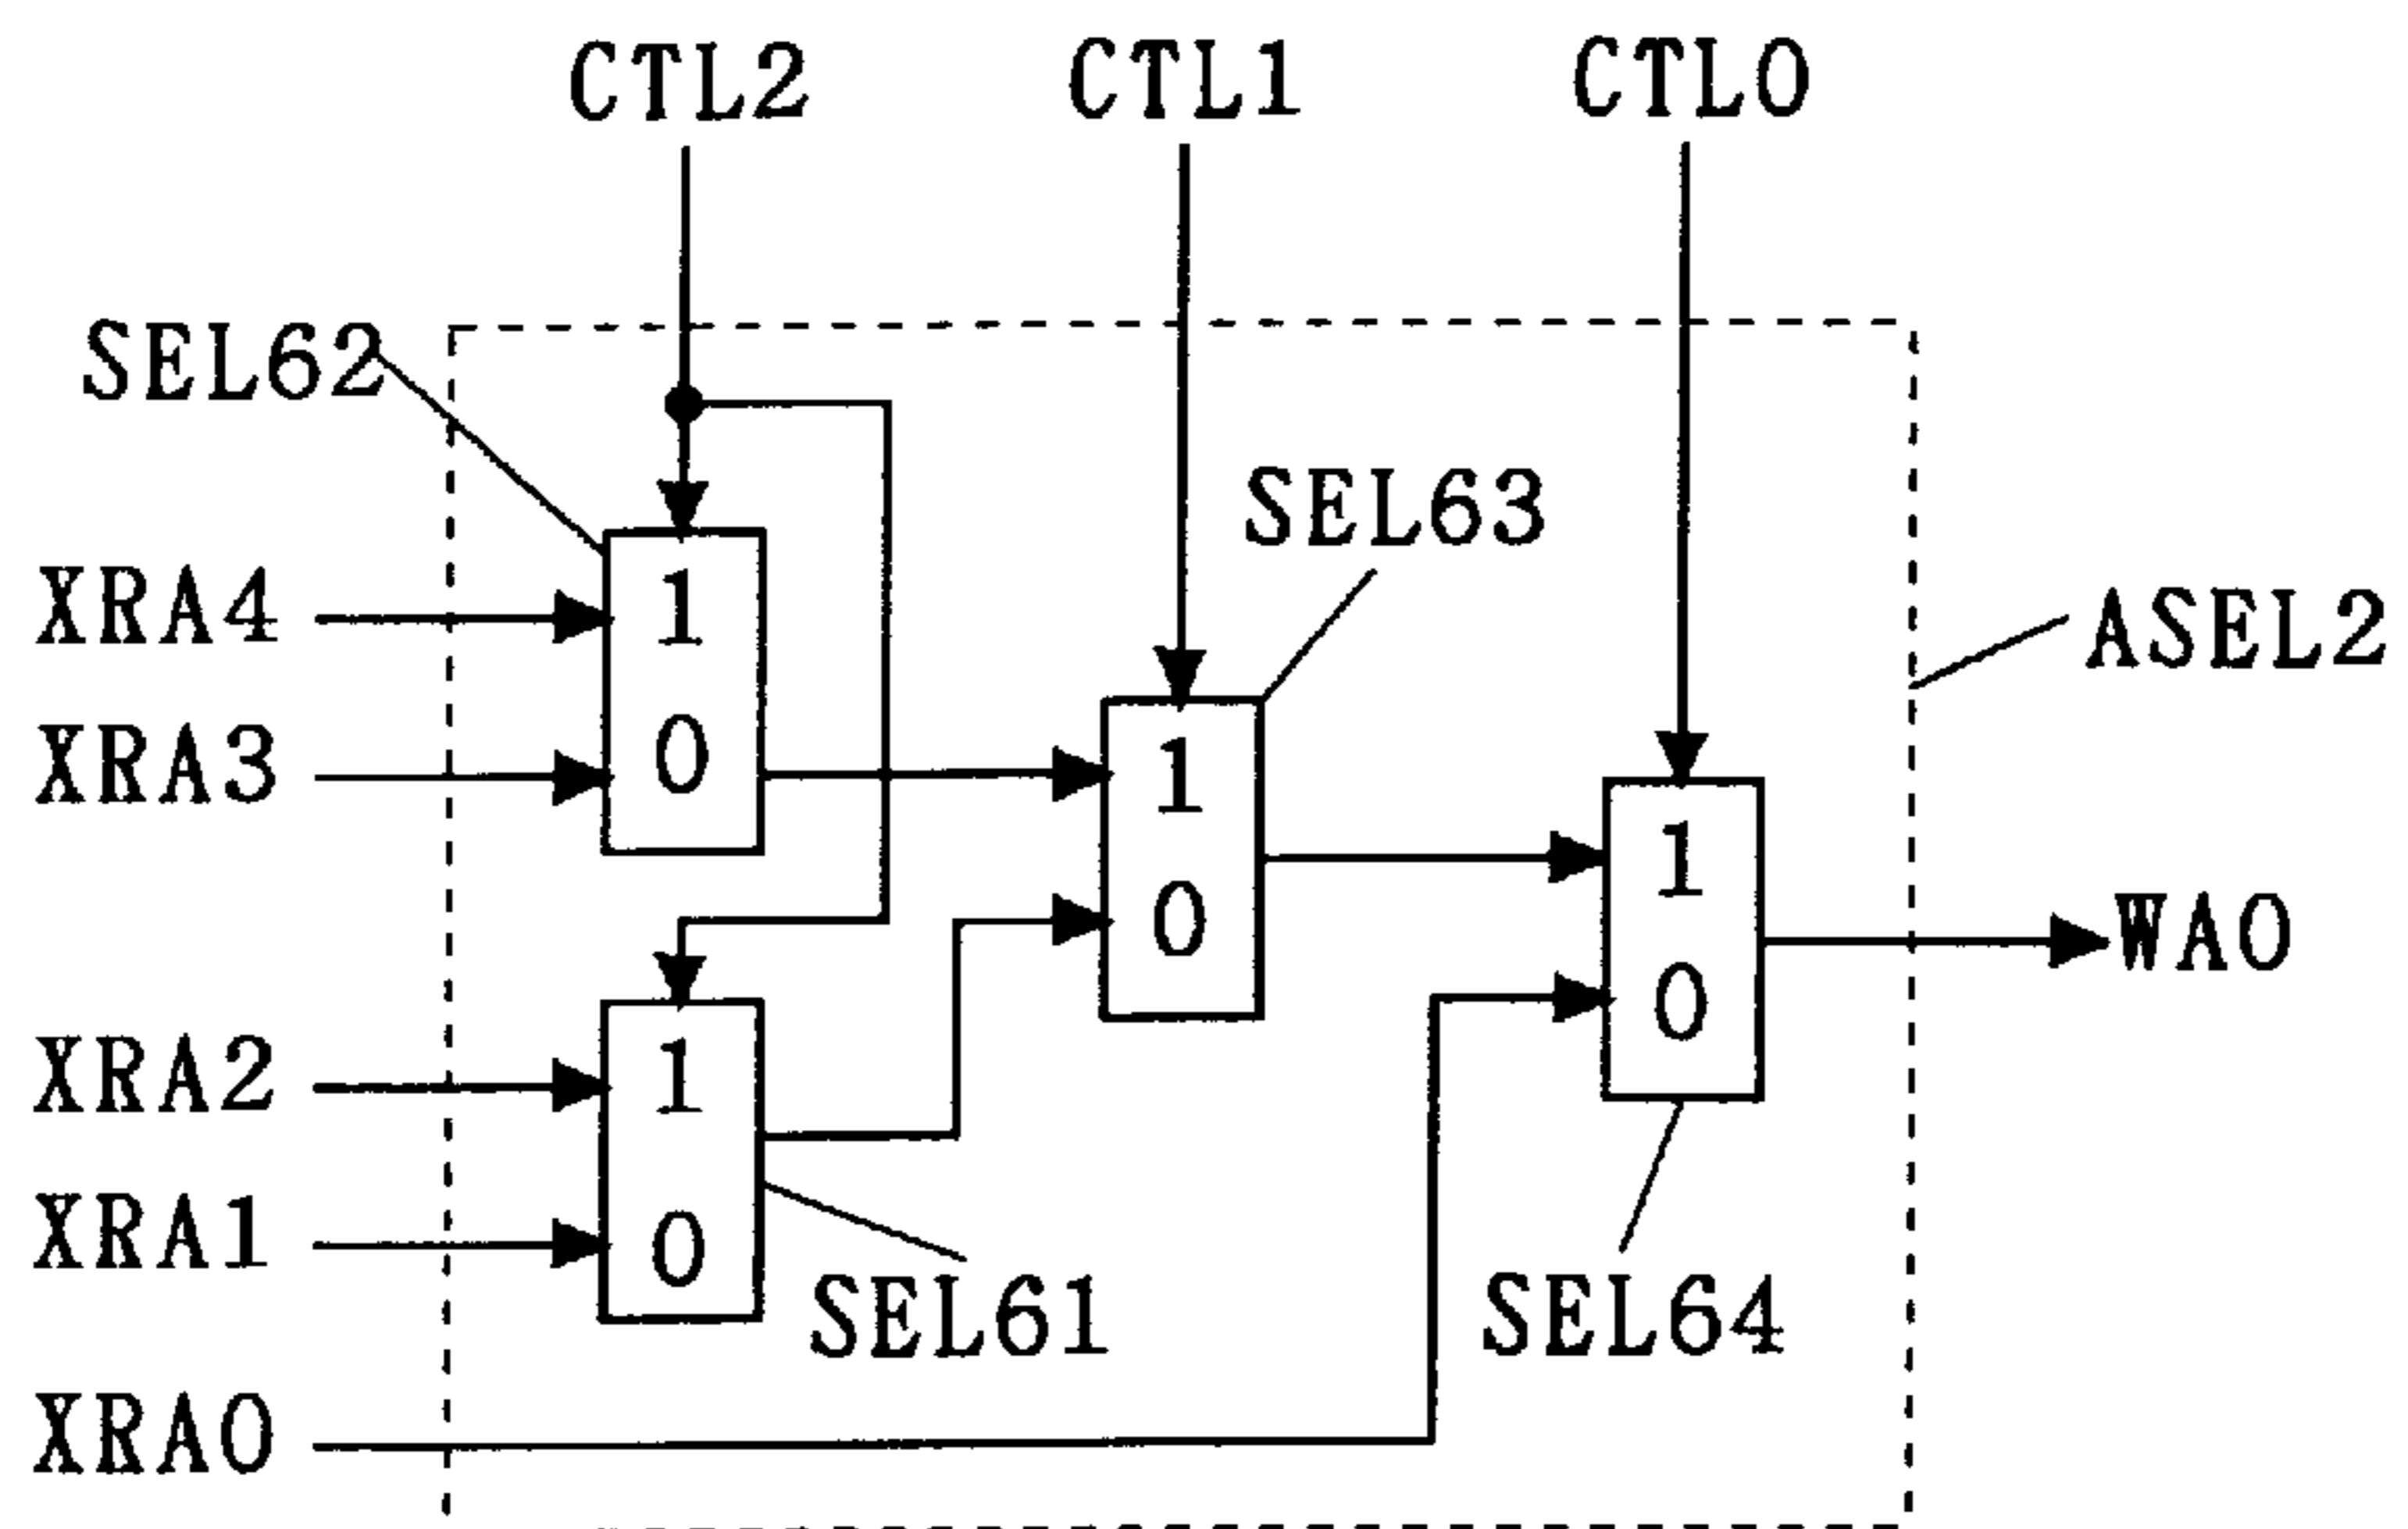 CTL2 CTL1 CTL0
SEL62
SEL63
XRA4 1
ASEL2
XRA3 0 1
1
0 WA0
0
XRA2 1
XRA1 0
SEL61 SEL64
XRA0